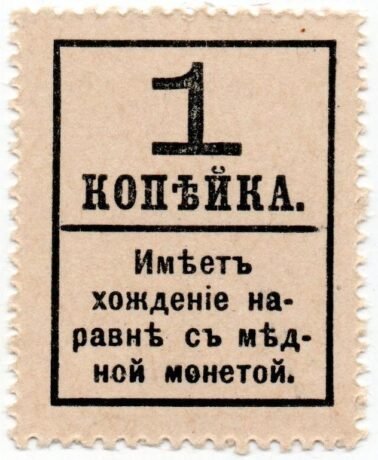 1
КОПѢЙКА.
Имѣетъ
хожденіе на-
равнѣ съ мѣд-
ной монетой.